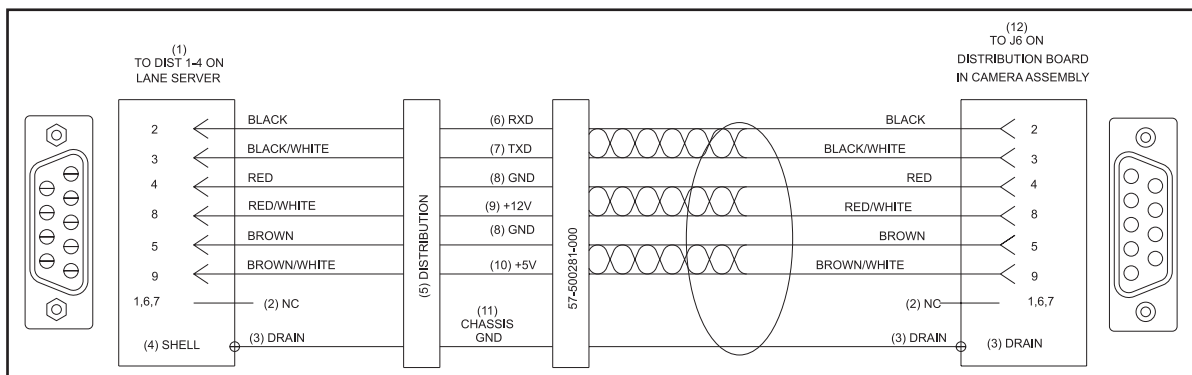 (1)
TO DIST 1-4 ON
LANE SERVER
(12)
TO J6 ON
DISTRIBUTION BOARD
IN CAMERA ASSEMBLY
2 BLACK (6) RXD BLACK 2
3 BLACK/WHITE (7) TXD BLACK/WHITE 3
4 RED (8) GND RED 4
8 RED/WHITE (9) +12V RED/WHITE 8
5 BROWN (8) GND BROWN 5
9 BROWN/WHITE (10) +5V BROWN/WHITE 9
1,6,7 (2) NC (2) NC 1,6,7
(11)
CHASSIS
GND
(4) SHELL (3) DRAIN (3) DRAIN (3) DRAIN
(5) DISTRIBUTION
57-500281-000